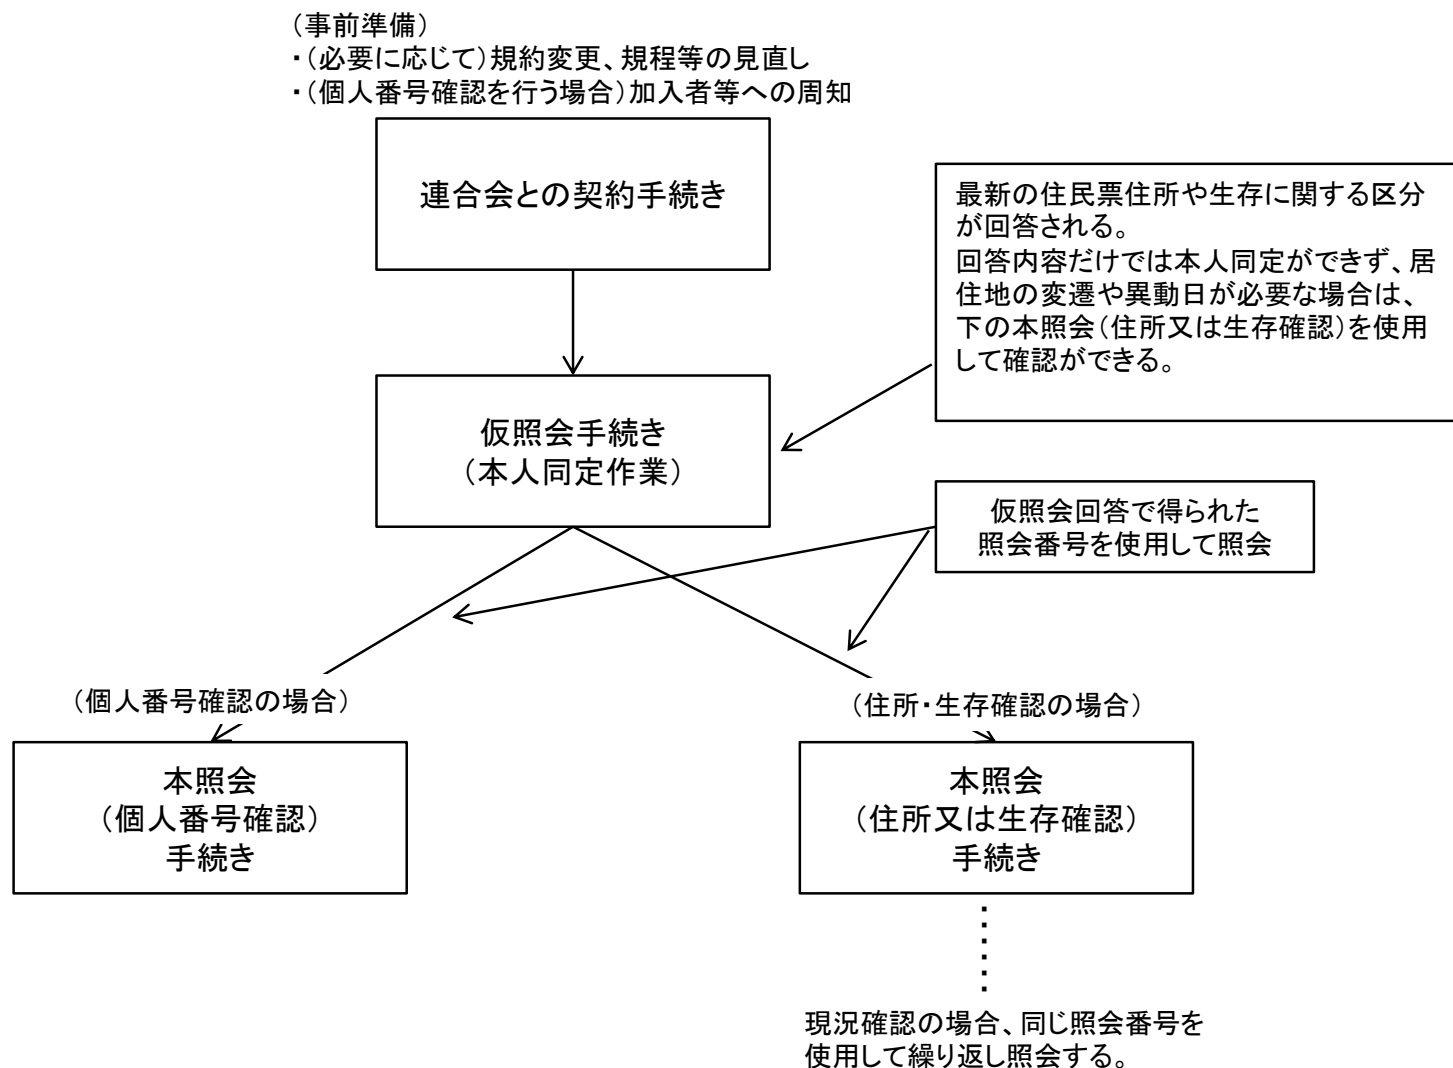 （事前準備）
・（必要に応じて）規約変更、規程等の見直し
・（個人番号確認を行う場合）加入者等への周知
連合会との契約手続き
最新の住民票住所や生存に関する区分
が回答される。
回答内容だけでは本人同定ができず、居
住地の変遷や異動日が必要な場合は、
下の本照会（住所又は生存確認）を使用
して確認ができる。
仮照会手続き
（本人同定作業）
仮照会回答で得られた
照会番号を使用して照会
（個人番号確認の場合）
（住所・生存確認の場合）
本照会
（個人番号確認）
手続き
本照会
（住所又は生存確認）
手続き
現況確認の場合、同じ照会番号を
使用して繰り返し照会する。